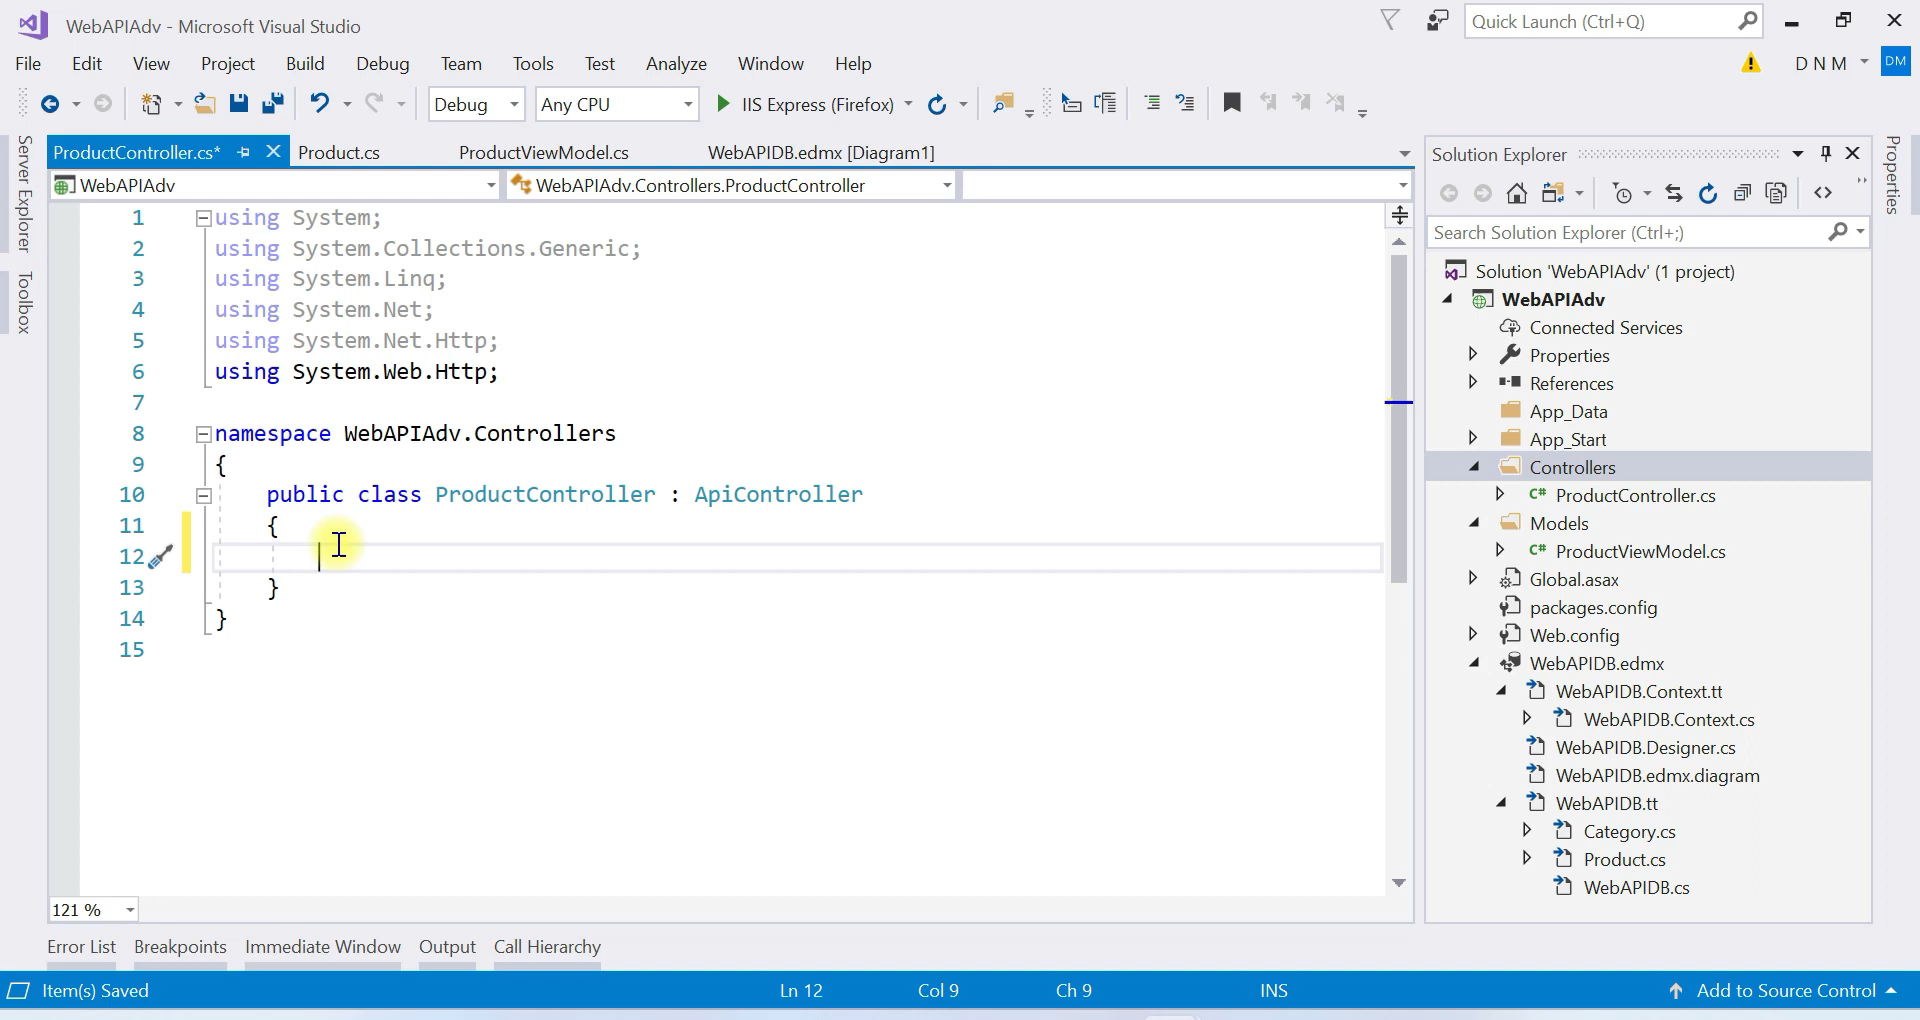 WebAPIAdv - Microsoft Visual Studio
Quick Launch (Ctrl+Q)
File Edit View Project Build Debug Team Tools Test Analyze Window Help
D N M DM
Debug Any CPU IIS Express (Firefox)
Server Explorer
Toolbox
ProductController.cs* Product.cs ProductViewModel.cs WebAPIDB.edmx [Diagram1]
WebAPIAdv WebAPIAdv.Controllers.ProductController
1 using System;
2 using System.Collections.Generic;
3 using System.Linq;
4 using System.Net;
5 using System.Net.Http;
6 using System.Web.Http;
7
8 namespace WebAPIAdv.Controllers
9 {
10 public class ProductController : ApiController
11 {
12
13 }
14 }
15
121 %
Solution Explorer
Search Solution Explorer (Ctrl+;)
Solution 'WebAPIAdv' (1 project)
WebAPIAdv
Connected Services
Properties
References
App_Data
App_Start
Controllers
C# ProductController.cs
Models
C# ProductViewModel.cs
Global.asax
packages.config
Web.config
WebAPIDB.edmx
WebAPIDB.Context.tt
WebAPIDB.Context.cs
WebAPIDB.Designer.cs
WebAPIDB.edmx.diagram
WebAPIDB.tt
Category.cs
Product.cs
WebAPIDB.cs
Properties
Error List Breakpoints Immediate Window Output Call Hierarchy
Item(s) Saved Ln 12 Col 9 Ch 9 INS Add to Source Control